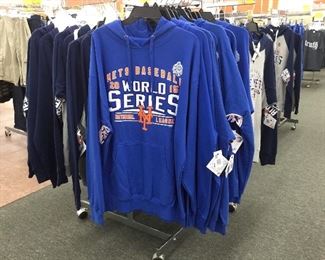 METS BASEBALL
20 WORLD 15
SERIES
NY
NATIONAL LEAGUE